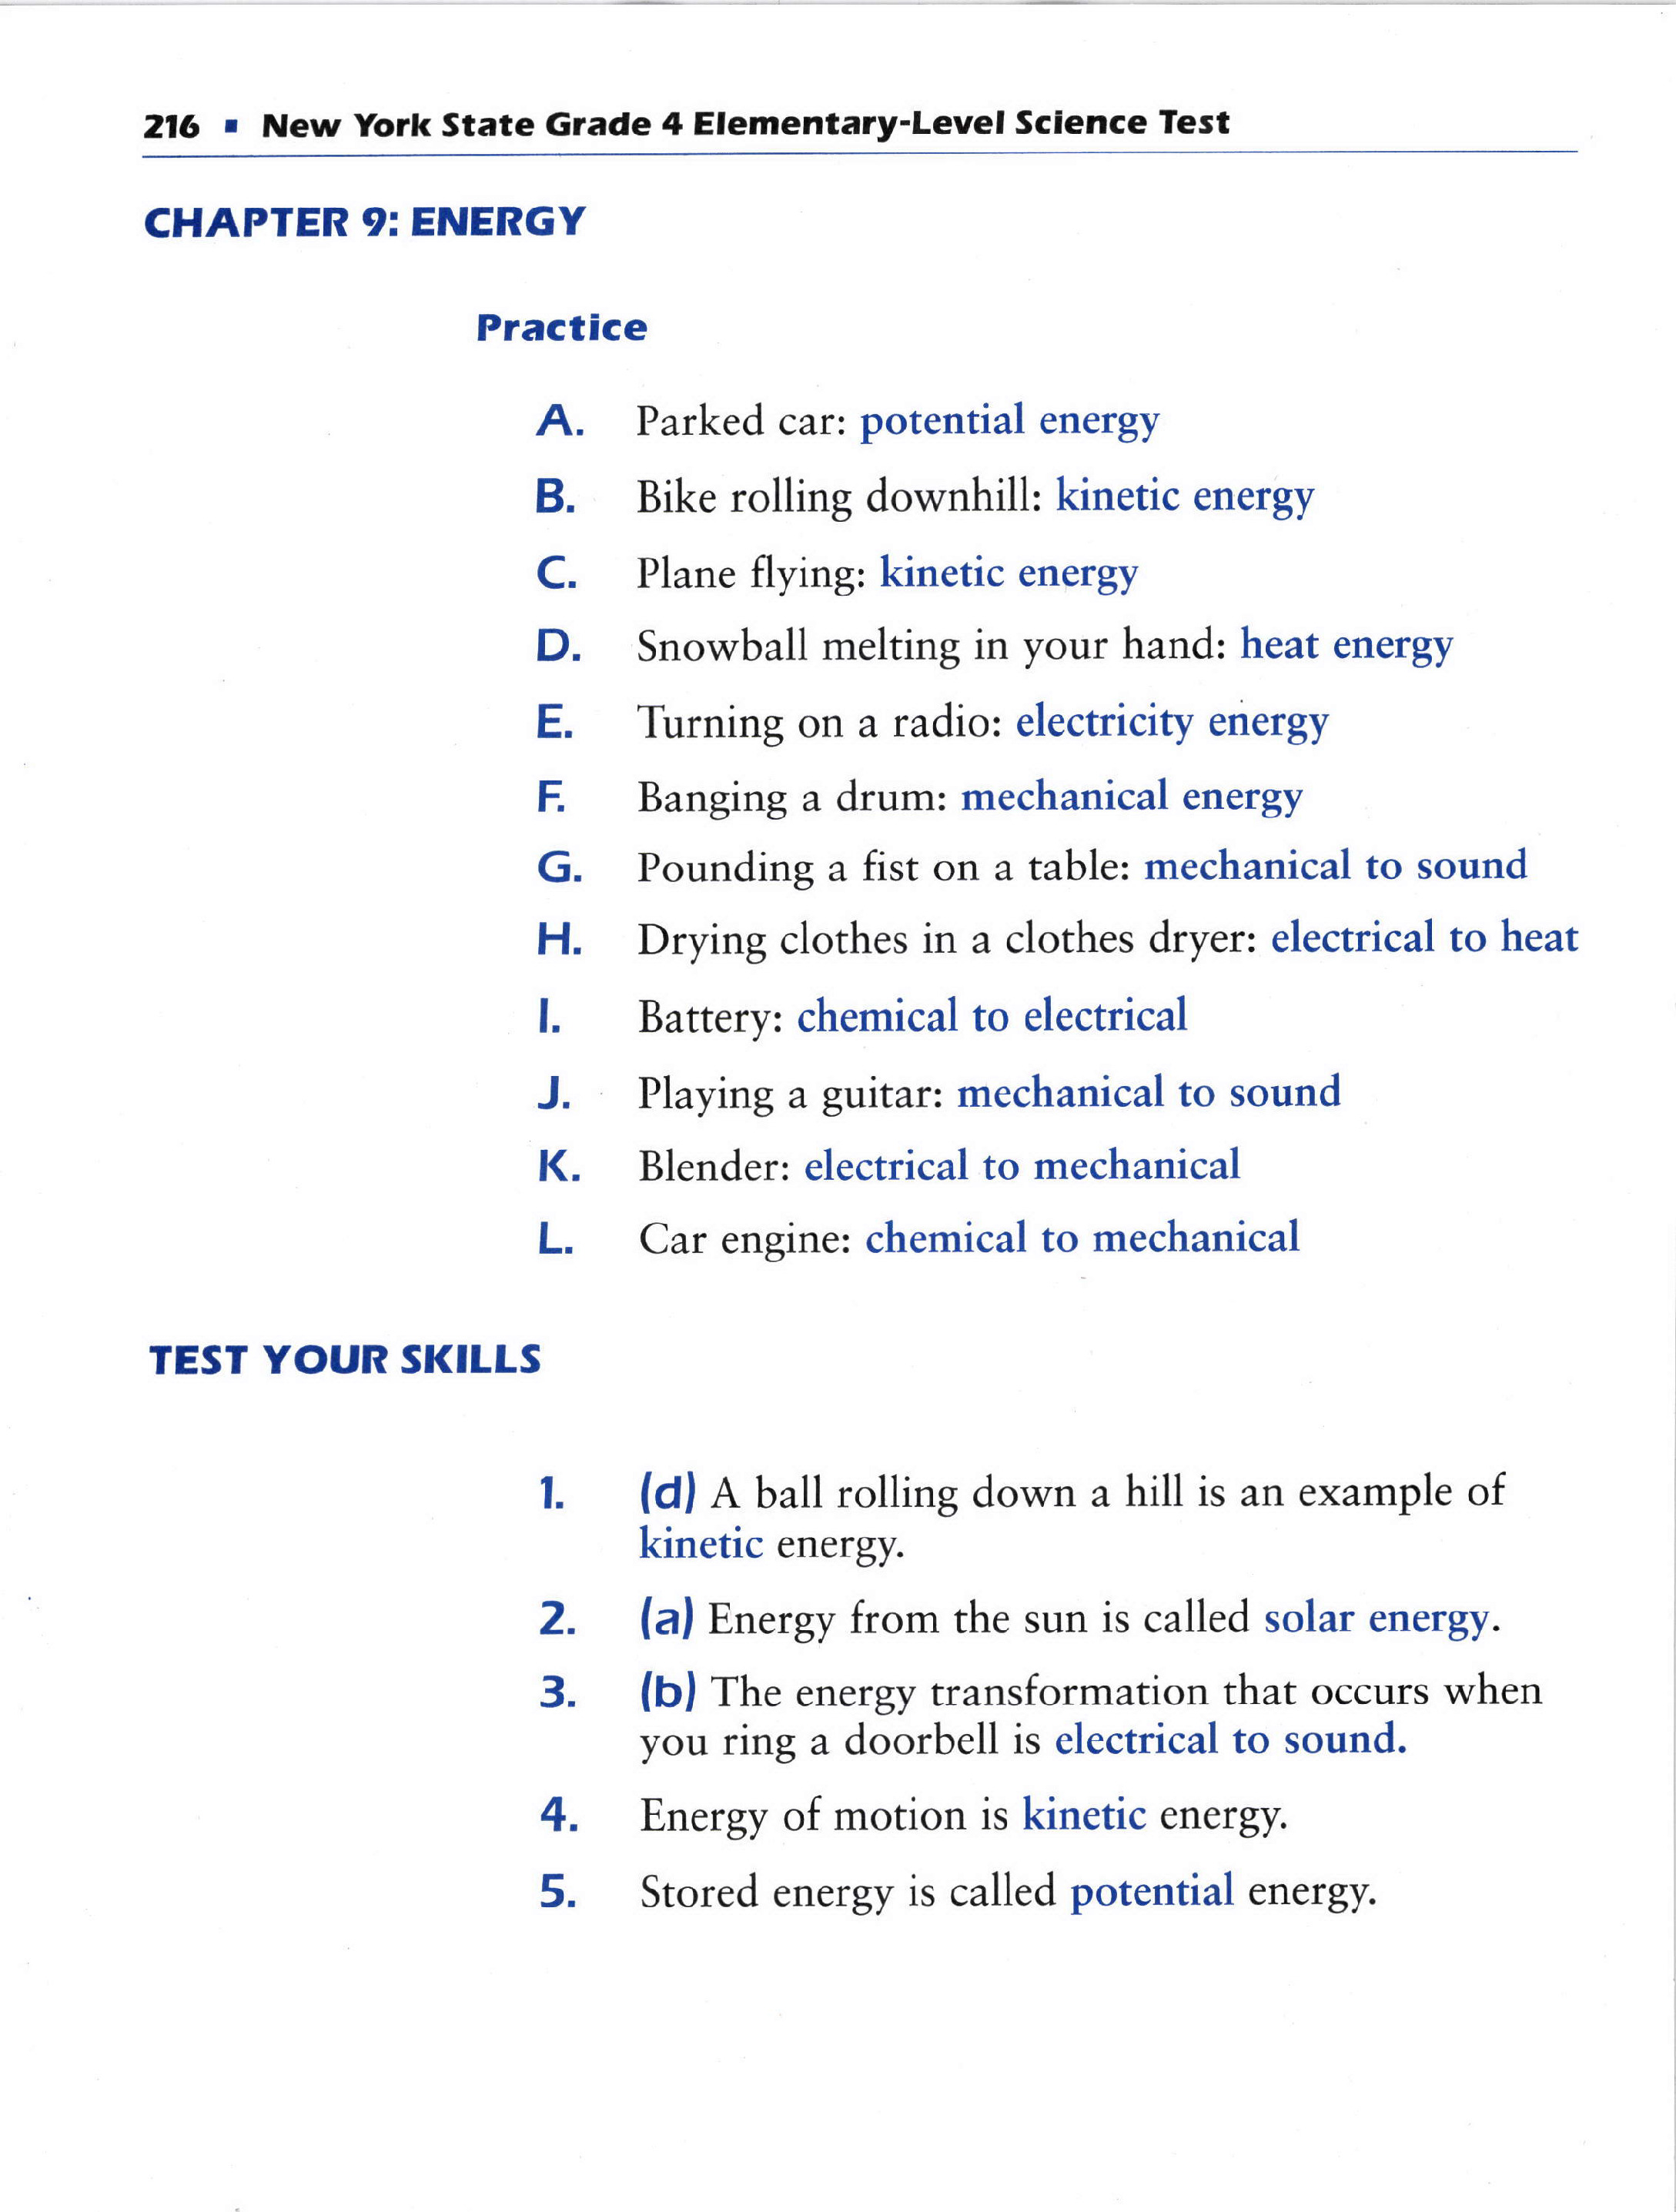 216 ▪ New York State Grade 4 Elementary-Level Science Test
CHAPTER 9: ENERGY
Practice
A. Parked car: potential energy
B. Bike rolling downhill: kinetic energy
C. Plane flying: kinetic energy
D. Snowball melting in your hand: heat energy
E. Turning on a radio: electricity energy
F. Banging a drum: mechanical energy
G. Pounding a fist on a table: mechanical to sound
H. Drying clothes in a clothes dryer: electrical to heat
I. Battery: chemical to electrical
J. Playing a guitar: mechanical to sound
K. Blender: electrical to mechanical
L. Car engine: chemical to mechanical
TEST YOUR SKILLS
1. (d) A ball rolling down a hill is an example of
kinetic energy.
2. (a) Energy from the sun is called solar energy.
3. (b) The energy transformation that occurs when
you ring a doorbell is electrical to sound.
4. Energy of motion is kinetic energy.
5. Stored energy is called potential energy.